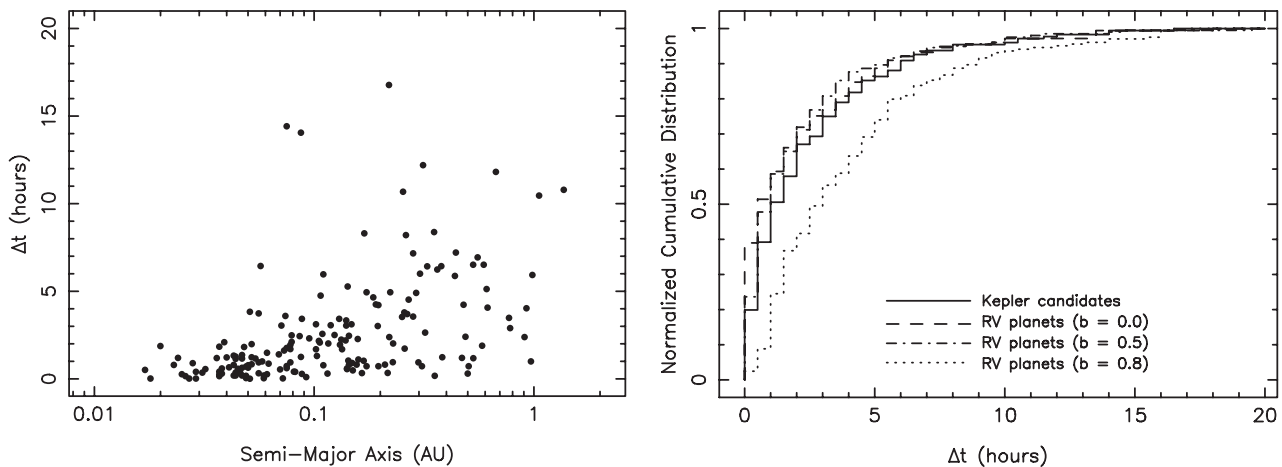 20
15
10
5
0
Δt (hours)
0.01
0.1
1
Semi-Major Axis (AU)
1
0.5
0
Normalized Cumulative Distribution
Kepler candidates
RV planets (b = 0.0)
RV planets (b = 0.5)
RV planets (b = 0.8)
0
5
10
15
20
Δt (hours)